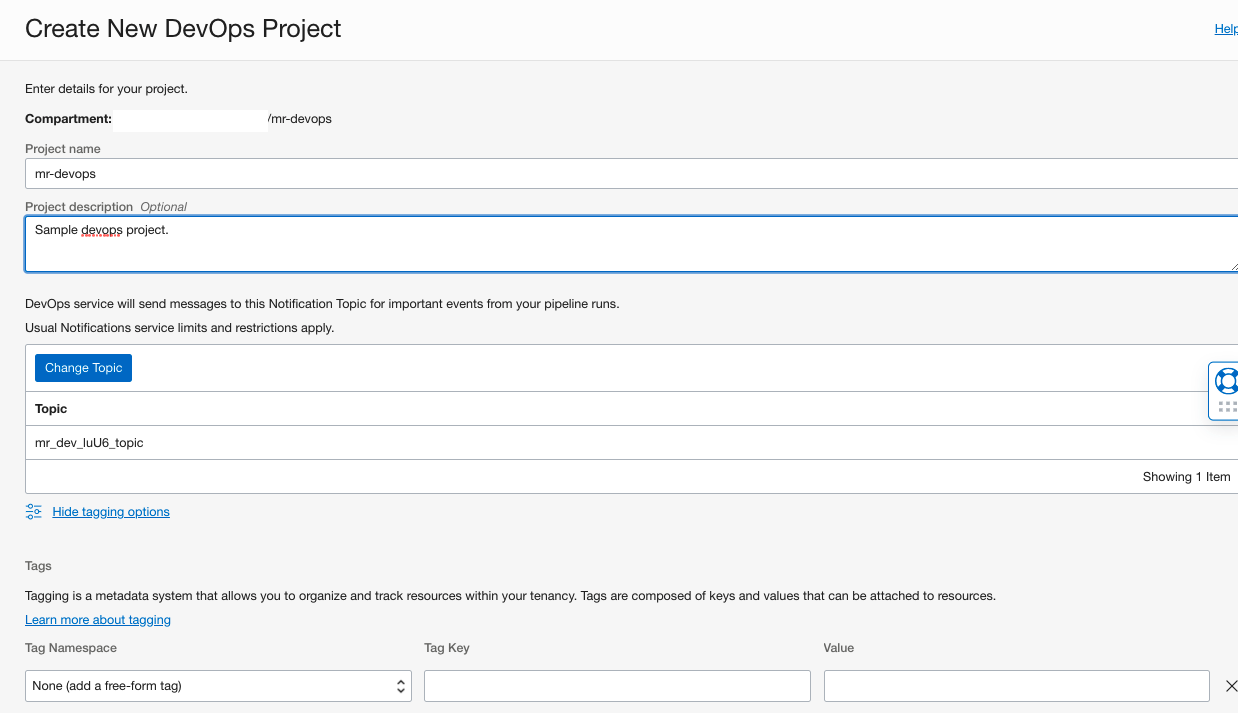 Create New DevOps Project
Help
Enter details for your project.
Compartment: /mr-devops
Project name
mr-devops
Project description Optional
Sample devops project.
DevOps service will send messages to this Notification Topic for important events from your pipeline runs.
Usual Notifications service limits and restrictions apply.
Change Topic
Topic
mr_dev_luU6_topic
Showing 1 Item
Hide tagging options
Tags
Tagging is a metadata system that allows you to organize and track resources within your tenancy. Tags are composed of keys and values that can be attached to resources.
Learn more about tagging
Tag Namespace Tag Key Value
None (add a free-form tag)